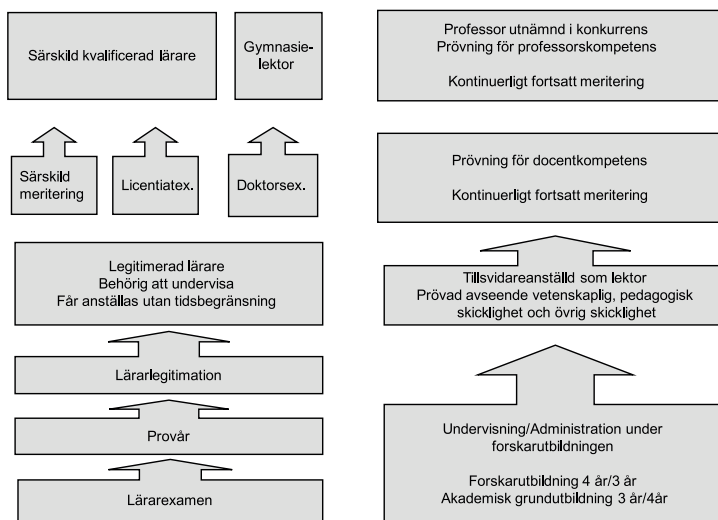 Särskild kvalificerad lärare
Gymnasie-
lektor
Särskild
meritering
Licentiatex.
Doktorsex.
Legitimerad lärare
Behörig att undervisa
Får anställas utan tidsbegränsning
Lärarlegitimation
Provår
Lärarexamen
Professor utnämnd i konkurrens
Prövning för professorskompetens
Kontinuerligt fortsatt meritering
Prövning för docentkompetens
Kontinuerligt fortsatt meritering
Tillsvidareanställd som lektor
Prövad avseende vetenskaplig, pedagogisk
skicklighet och övrig skicklighet
Undervisning/Administration under
forskarutbildningen
Forskarutbildning 4 år/3 år
Akademisk grundutbildning 3 år/4år